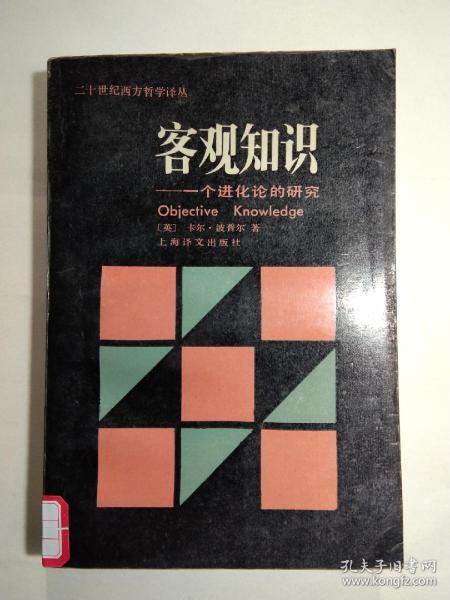 二十世纪西方哲学译丛
客观知识
——一个进化论的研究
Objective Knowledge
［英］ 卡尔·波普尔 著
上海译文出版社
孔夫子旧书网
www.kongfz.com